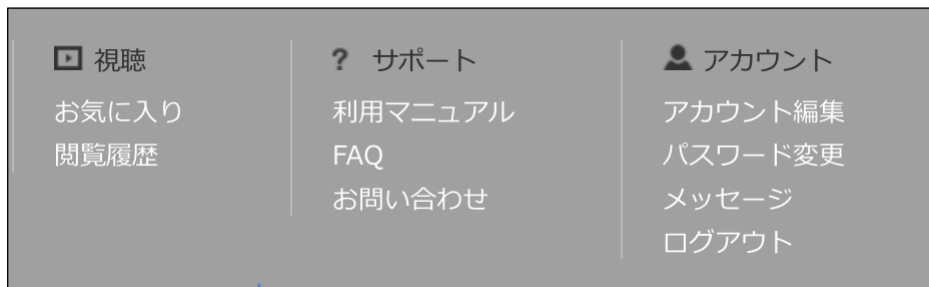 視聴
お気に入り
閲覧履歴
? サポート
利用マニュアル
FAQ
お問い合わせ
アカウント
アカウント編集
パスワード変更
メッセージ
ログアウト